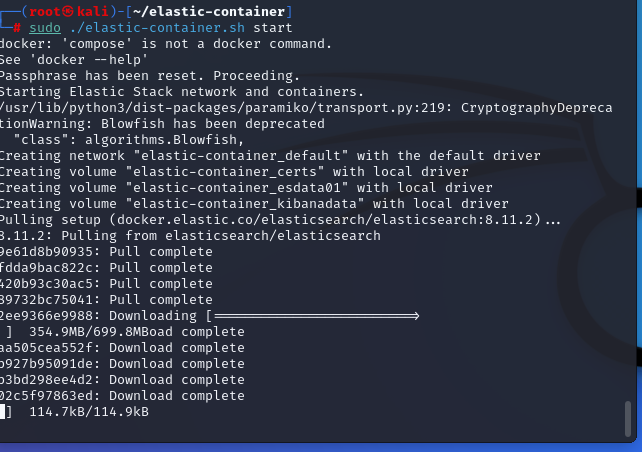 ┌──(root㉿kali)-[~/elastic-container]
└─# sudo ./elastic-container.sh start
docker: 'compose' is not a docker command.
See 'docker --help'
Passphrase has been reset. Proceeding.
Starting Elastic Stack network and containers.
/usr/lib/python3/dist-packages/paramiko/transport.py:219: CryptographyDepreca
tionWarning: Blowfish has been deprecated
  "class": algorithms.Blowfish,
Creating network "elastic-container_default" with the default driver
Creating volume "elastic-container_certs" with local driver
Creating volume "elastic-container_esdata01" with local driver
Creating volume "elastic-container_kibanadata" with local driver
Pulling setup (docker.elastic.co/elasticsearch/elasticsearch:8.11.2)...
8.11.2: Pulling from elasticsearch/elasticsearch
9e61d8b90935: Pull complete
fdda9bac822c: Pull complete
420b93c30ac5: Pull complete
89732bc75041: Pull complete
2ee9366e9988: Downloading [=========================>
 ]  354.9MB/699.8MBoad complete
aa505cea552f: Download complete
b927b95091de: Download complete
b3bd298ee4d2: Download complete
02c5f97863ed: Download complete
]  114.7kB/114.9kB